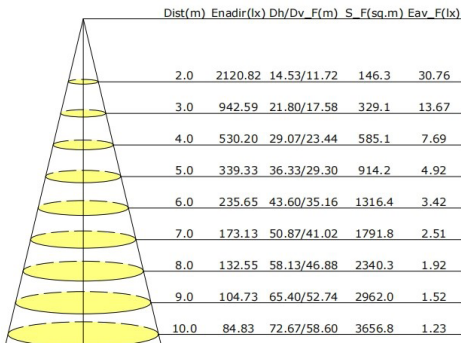 Dist(m) Enadir(lx) Dh/Dv_F(m) S_F(sq.m) Eav_F(lx)
2.0 2120.82 14.53/11.72 146.3 30.76
3.0 942.59 21.80/17.58 329.1 13.67
4.0 530.20 29.07/23.44 585.1 7.69
5.0 339.33 36.33/29.30 914.2 4.92
6.0 235.65 43.60/35.16 1316.4 3.42
7.0 173.13 50.87/41.02 1791.8 2.51
8.0 132.55 58.13/46.88 2340.3 1.92
9.0 104.73 65.40/52.74 2962.0 1.52
10.0 84.83 72.67/58.60 3656.8 1.23